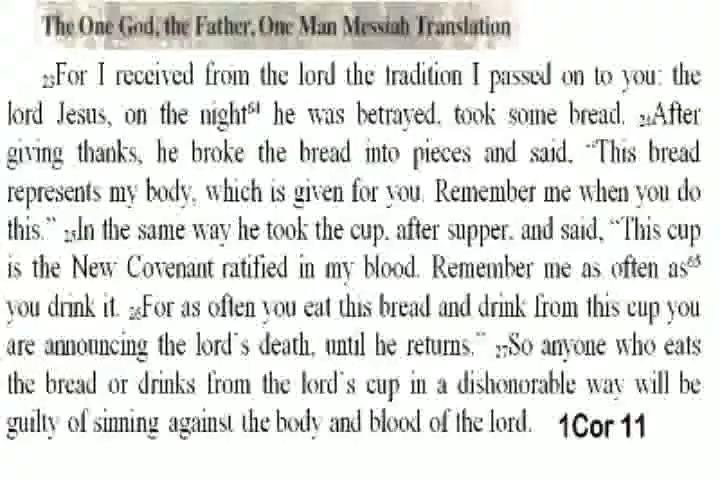 The One God, the Father, One Man Messiah Translation
23For I received from the lord the tradition I passed on to you: the
lord Jesus, on the night64 he was betrayed, took some bread. 24After
giving thanks, he broke the bread into pieces and said, "This bread
represents my body, which is given for you. Remember me when you do
this." 25In the same way he took the cup, after supper, and said, "This cup
is the New Covenant ratified in my blood. Remember me as often as65
you drink it. 26For as often you eat this bread and drink from this cup you
are announcing the lord's death, until he returns." 27So anyone who eats
the bread or drinks from the lord's cup in a dishonorable way will be
guilty of sinning against the body and blood of the lord. 1Cor 11